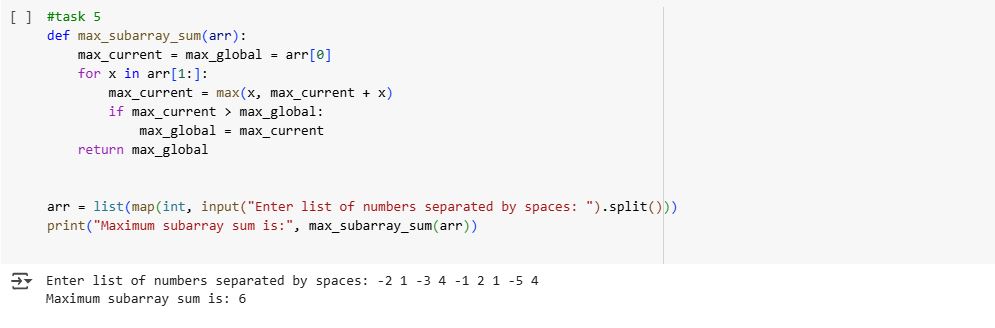 [ ] #task 5
def max_subarray_sum(arr):
    max_current = max_global = arr[0]
    for x in arr[1:]:
        max_current = max(x, max_current + x)
        if max_current > max_global:
            max_global = max_current
    return max_global
arr = list(map(int, input("Enter list of numbers separated by spaces: ").split()))
print("Maximum subarray sum is:", max_subarray_sum(arr))
Enter list of numbers separated by spaces: -2 1 -3 4 -1 2 1 -5 4
Maximum subarray sum is: 6